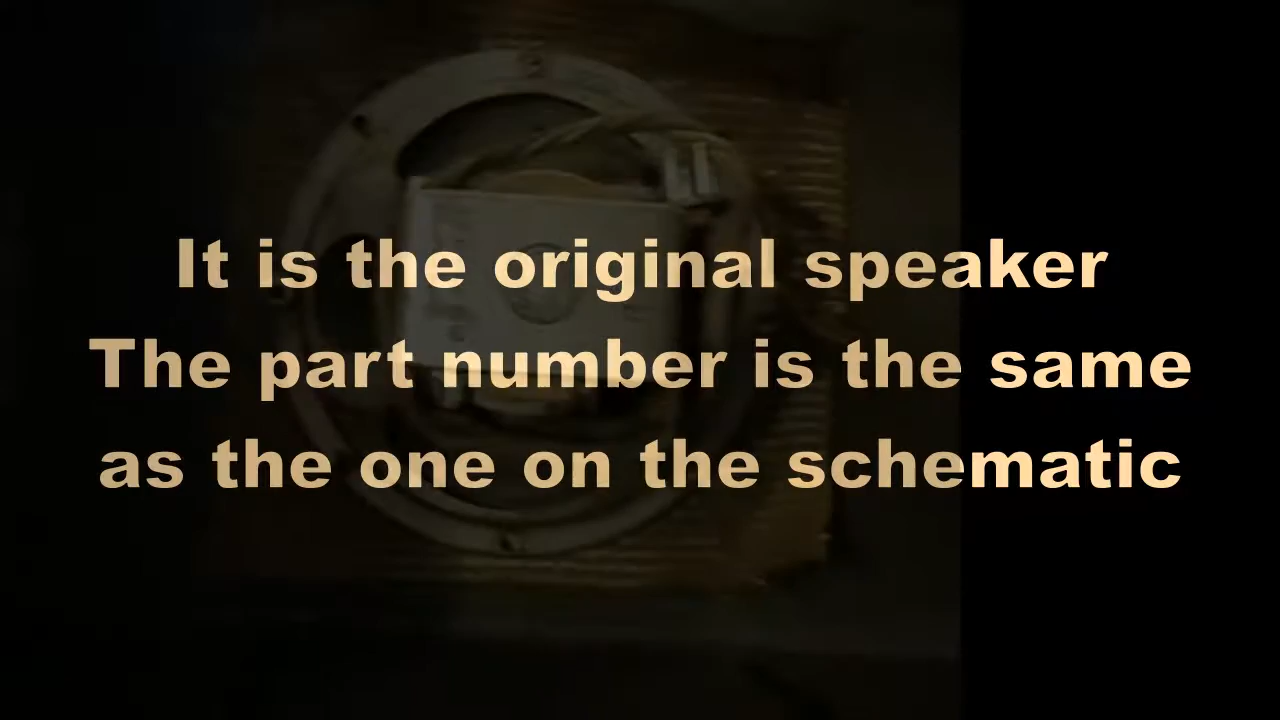 It is the original speaker
The part number is the same
as the one on the schematic